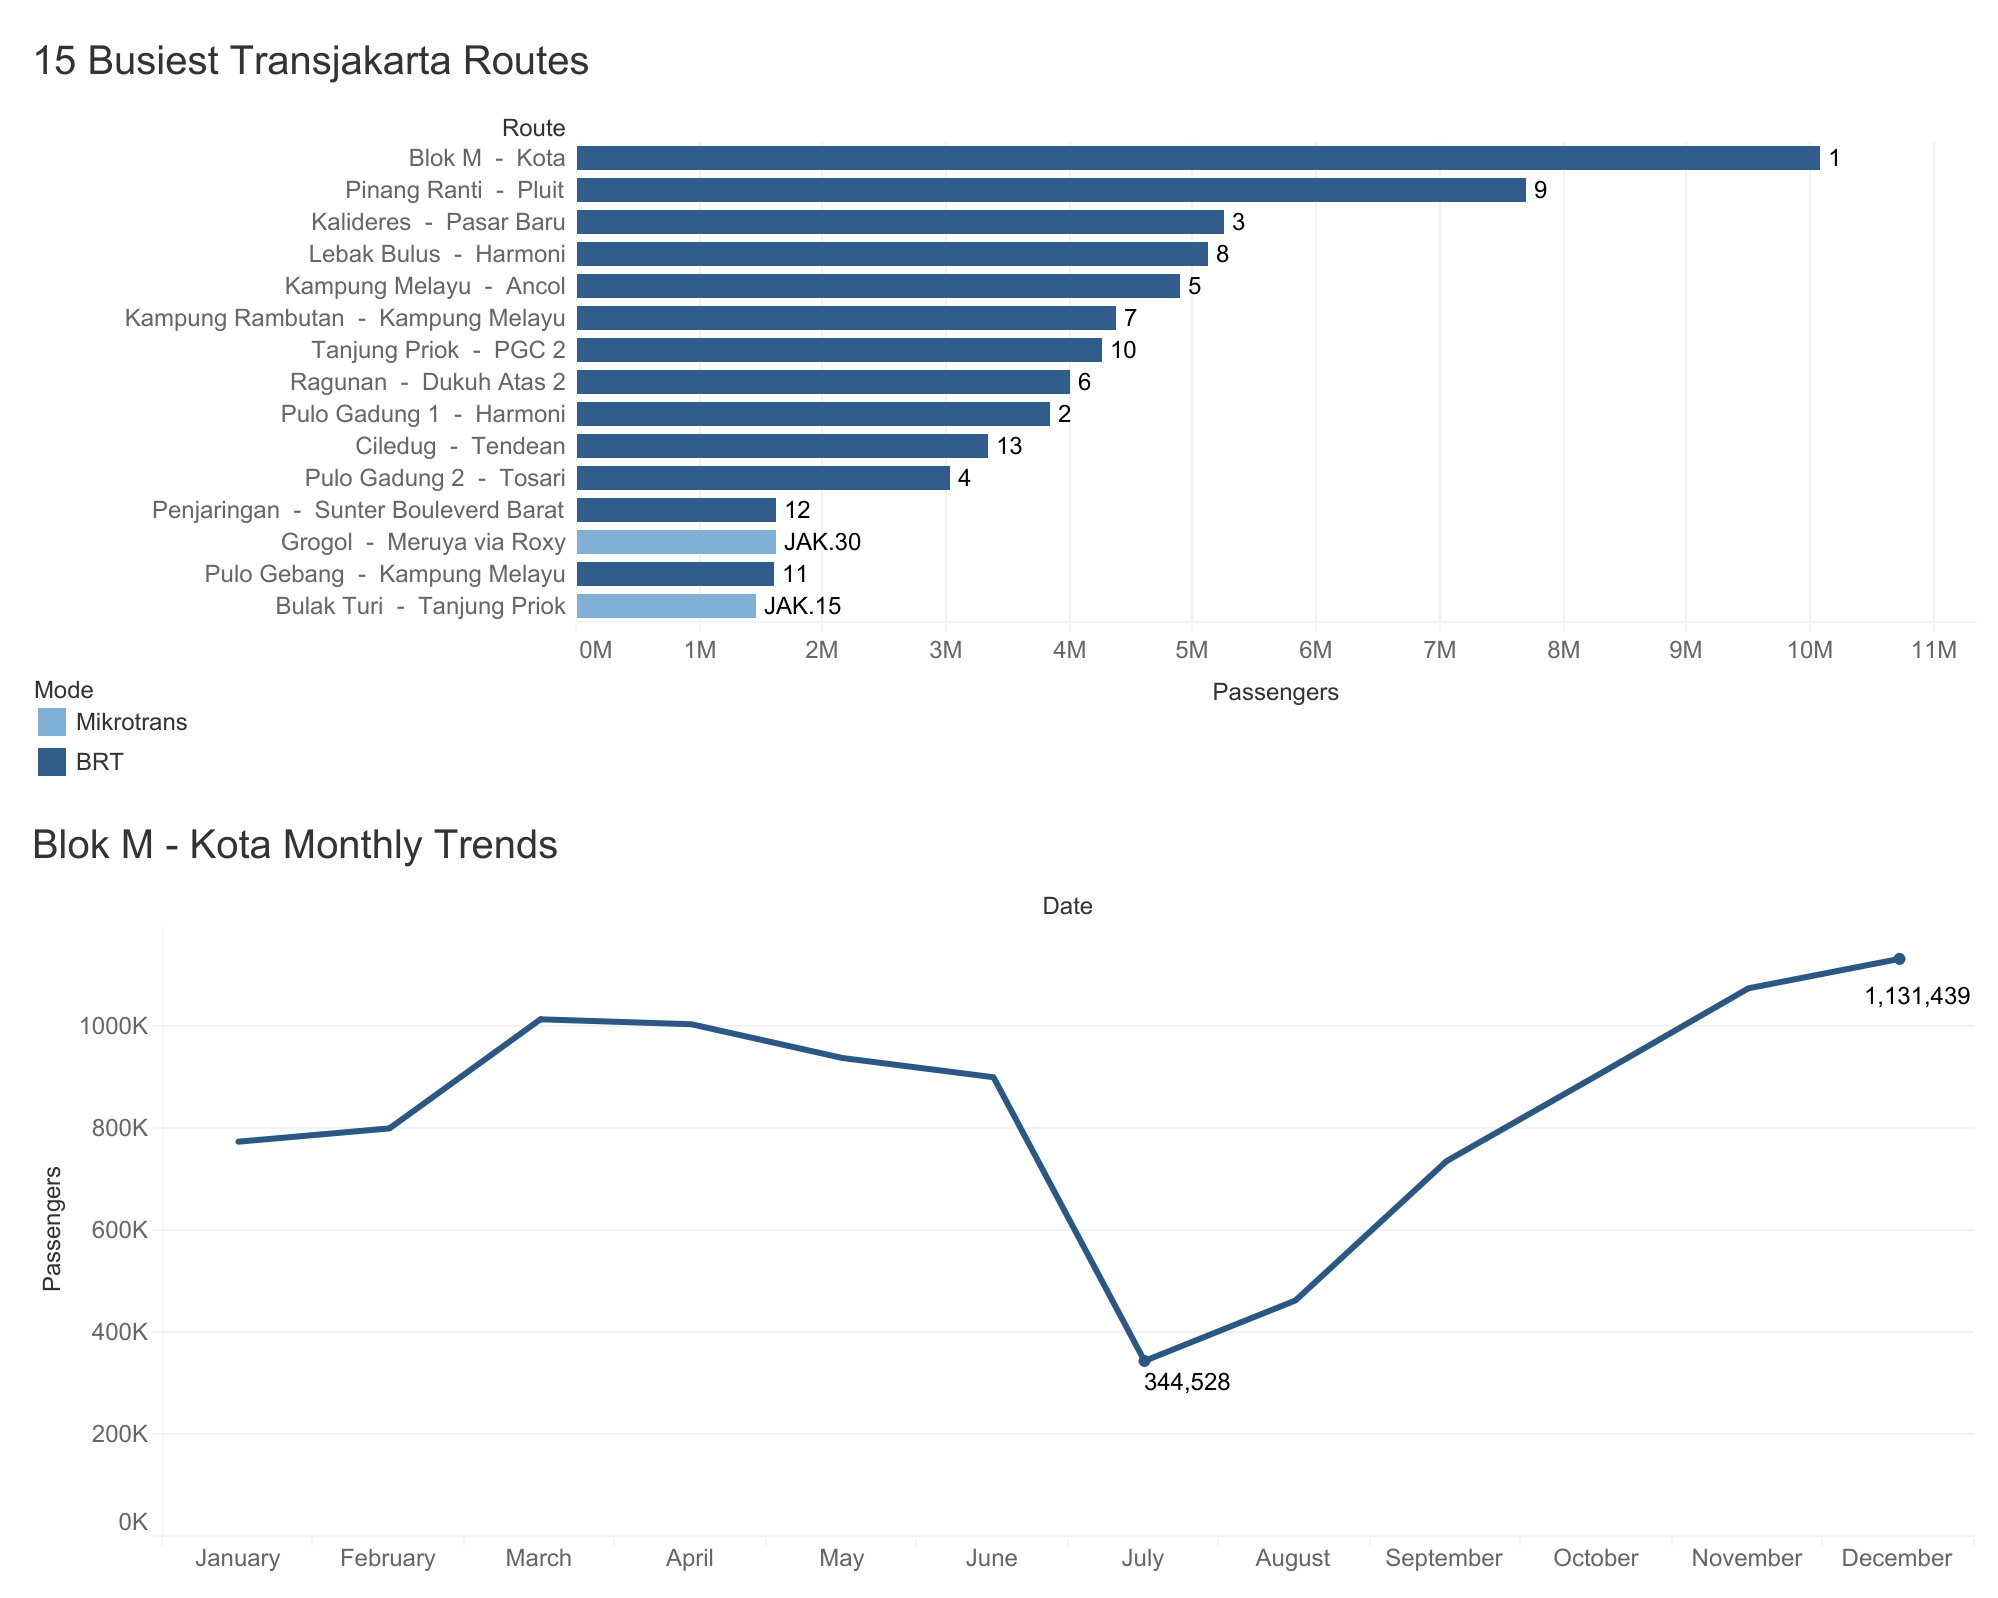 15 Busiest Transjakarta Routes
Route
Blok M - Kota 1
Pinang Ranti - Pluit 9
Kalideres - Pasar Baru 3
Lebak Bulus - Harmoni 8
Kampung Melayu - Ancol 5
Kampung Rambutan - Kampung Melayu 7
Tanjung Priok - PGC 2 10
Ragunan - Dukuh Atas 2 6
Pulo Gadung 1 - Harmoni 2
Ciledug - Tendean 13
Pulo Gadung 2 - Tosari 4
Penjaringan - Sunter Bouleverd Barat 12
Grogol - Meruya via Roxy JAK.30
Pulo Gebang - Kampung Melayu 11
Bulak Turi - Tanjung Priok JAK.15
0M 1M 2M 3M 4M 5M 6M 7M 8M 9M 10M 11M
Passengers
Mode
Mikrotrans
BRT
Blok M - Kota Monthly Trends
Date
1,131,439
1000K
800K
600K
400K
344,528
200K
0K
Passengers
January February March April May June July August September October November December